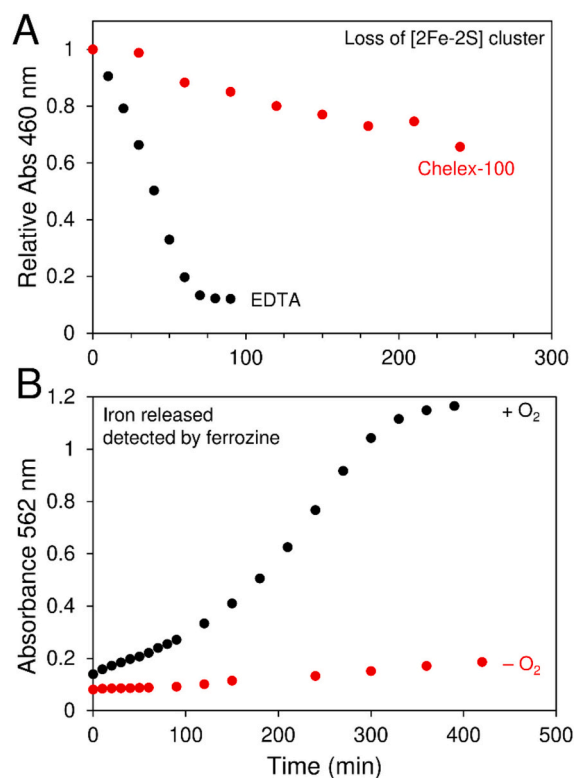 A
Loss of [2Fe-2S] cluster
Relative Abs 460 nm
1
0.8
0.6
0.4
0.2
0
Chelex-100
EDTA
0 100 200 300
B
Iron released
detected by ferrozine
+ O₂
Absorbance 562 nm
1.2
1
0.8
0.6
0.4
0.2
0
– O₂
0 100 200 300 400 500
Time (min)